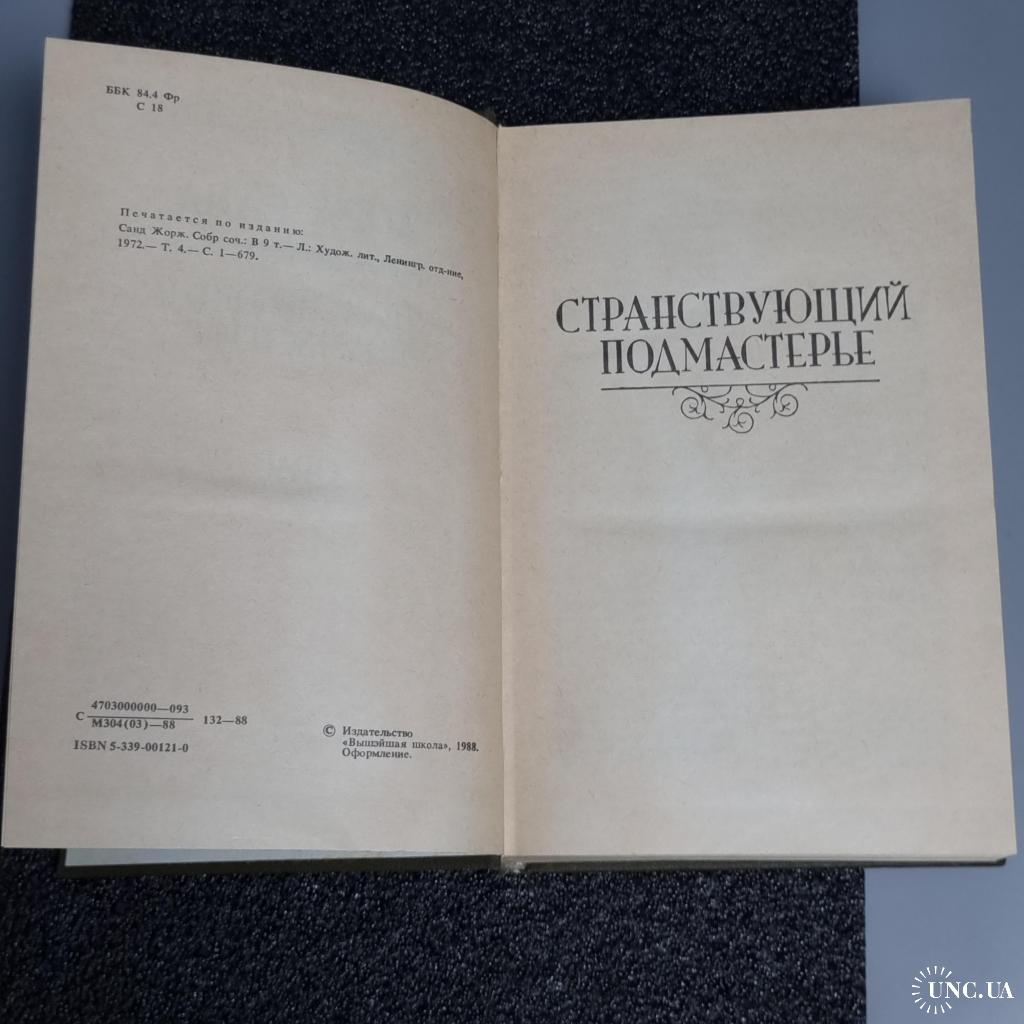 ББК 84.4 Фр
С 18
Печатается по изданию:
Санд Жорж. Собр соч.: В 9 т.— Л.: Худож. лит., Ленингр. отд-ние,
1972.— Т. 4.— С. 1—679.
4703000000—093
С
132—88
М304(03)—88
ISBN 5-339-00121-0
© Издательство
«Вышэйшая школа», 1988.
Оформление.
СТРАНСТВУЮЩИЙ
ПОДМАСТЕРЬЕ
UNC.UA